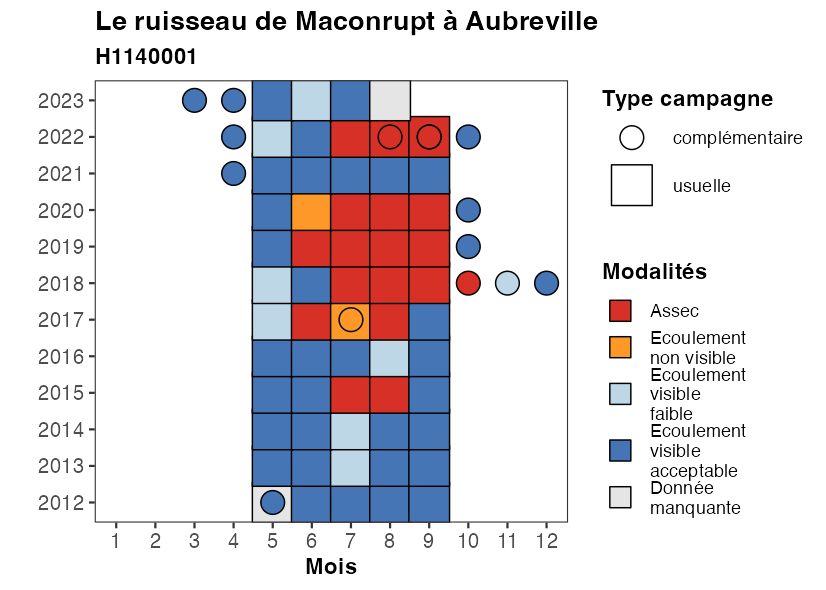 Le ruisseau de Maconrupt à Aubreville
H1140001
2023
2022
2021
2020
2019
2018
2017
2016
2015
2014
2013
2012
1 2 3 4 5 6 7 8 9 10 11 12
Mois
Type campagne
complémentaire
usuelle
Modalités
Assec
Ecoulement
non visible
Ecoulement
visible
faible
Ecoulement
visible
acceptable
Donnée
manquante